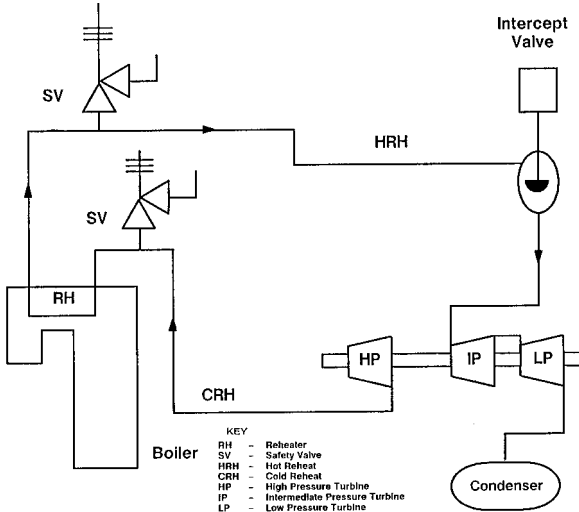 Intercept
Valve
SV
HRH
SV
RH
HP
IP
LP
CRH
Boiler
Condenser
KEY
RH – Reheater
SV – Safety Valve
HRH – Hot Reheat
CRH – Cold Reheat
HP – High Pressure Turbine
IP – Intermediate Pressure Turbine
LP – Low Pressure Turbine